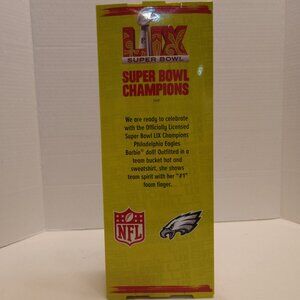 LIX
SUPER BOWL
SUPER BOWL
CHAMPIONS
We are ready to celebrate
with the Officially Licensed
Super Bowl LIX Champions
Philadelphia Eagles
Barbie® doll! Outfitted in a
team bucket hat and
sweatshirt, she shows
team spirit with her "#1"
foam finger.
NFL